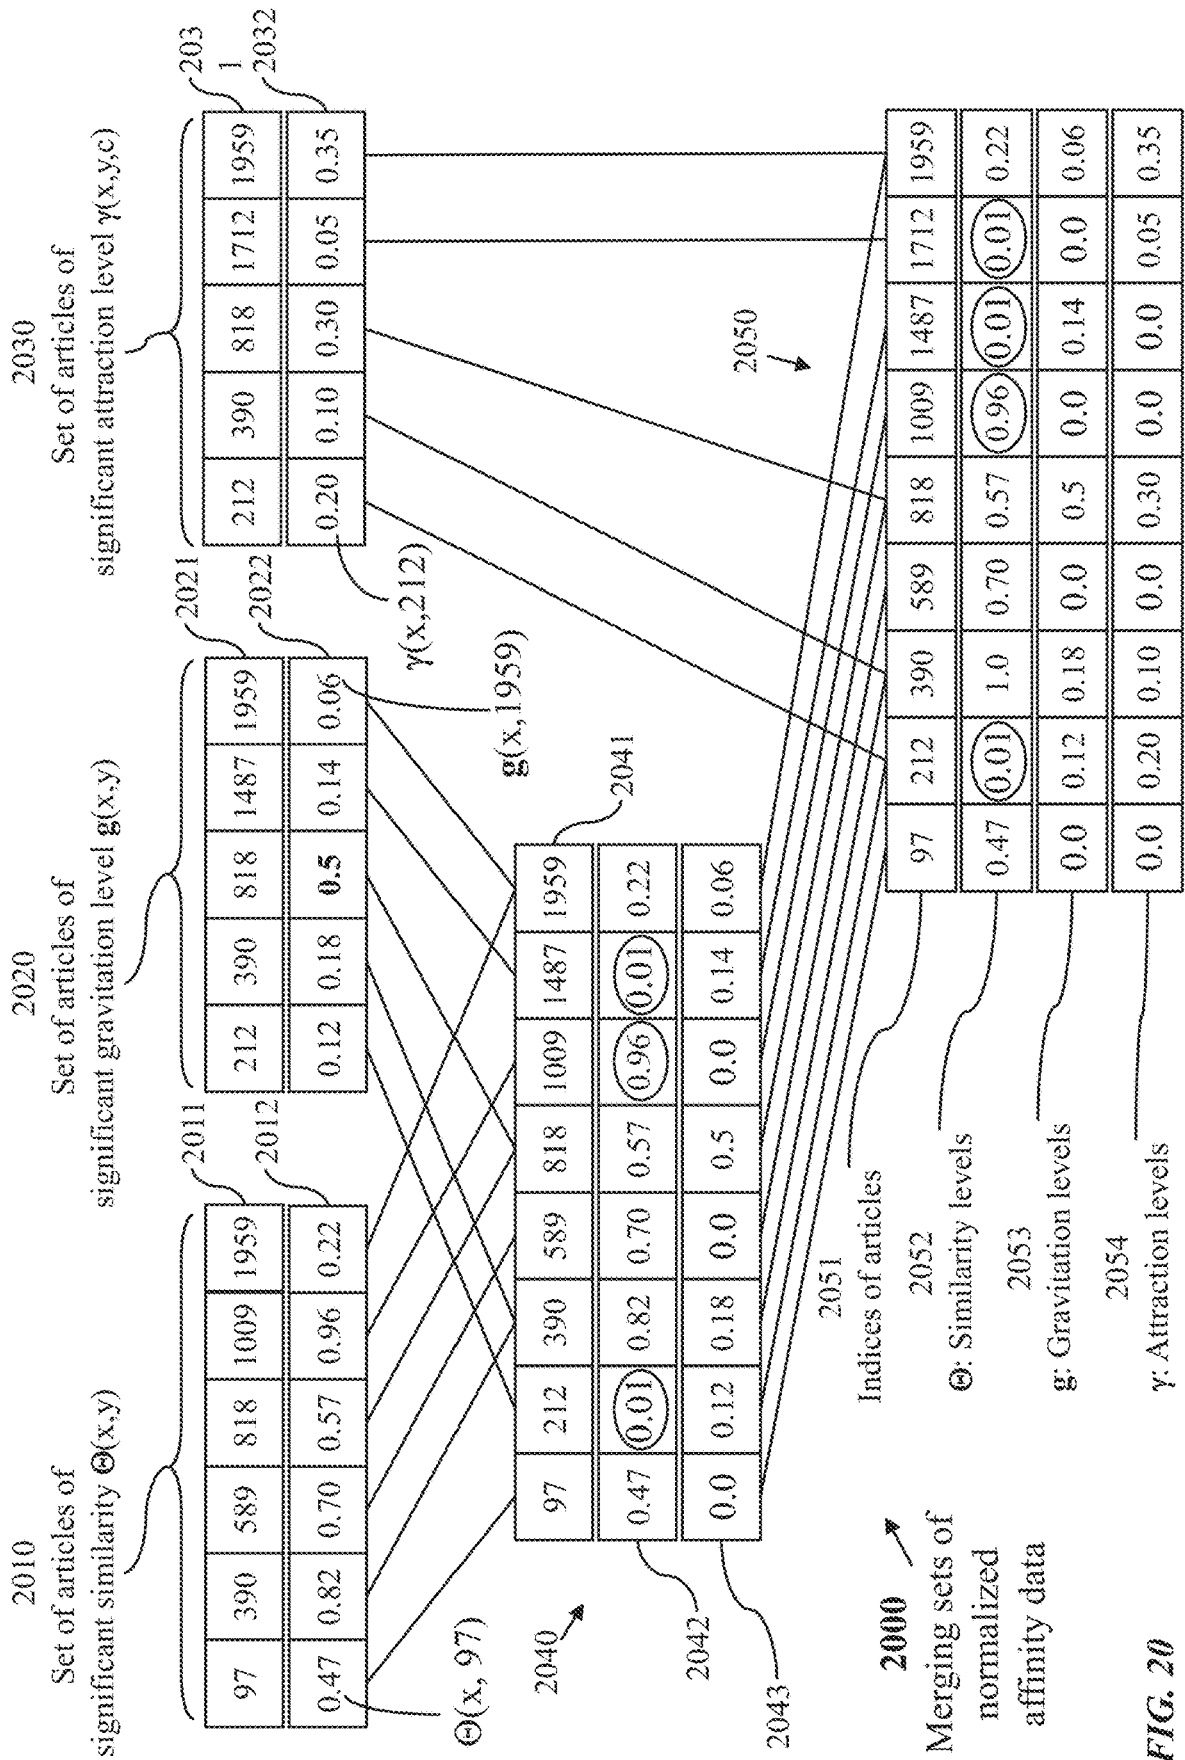 2010
Set of articles of
significant similarity Θ(x,y)
97 390 589 818 1009 1959
0.47 0.82 0.70 0.57 0.96 0.22
2011
2012
Θ(x, 97)
2020
Set of articles of
significant gravitation level g(x,y)
212 390 818 1487 1959
0.12 0.18 0.5 0.14 0.06
2021
2022
g(x,1959)
2030
Set of articles of
significant attraction level γ(x,y,c)
212 390 818 1712 1959
0.20 0.10 0.30 0.05 0.35
203
1
2032
γ(x,212)
2040
97 212 390 589 818 1009 1487 1959
0.47 0.01 0.82 0.70 0.57 0.96 0.01 0.22
0.0 0.12 0.18 0.0 0.5 0.0 0.14 0.06
2041
2042
2043
2050
97 212 390 589 818 1009 1487 1712 1959
0.47 0.01 1.0 0.70 0.57 0.96 0.01 0.01 0.22
0.0 0.12 0.18 0.0 0.5 0.0 0.14 0.0 0.06
0.0 0.20 0.10 0.0 0.30 0.0 0.0 0.05 0.35
2051
Indices of articles
2052
Θ: Similarity levels
2053
g: Gravitation levels
2054
γ: Attraction levels
2000
Merging sets of
normalized
affinity data
FIG. 20